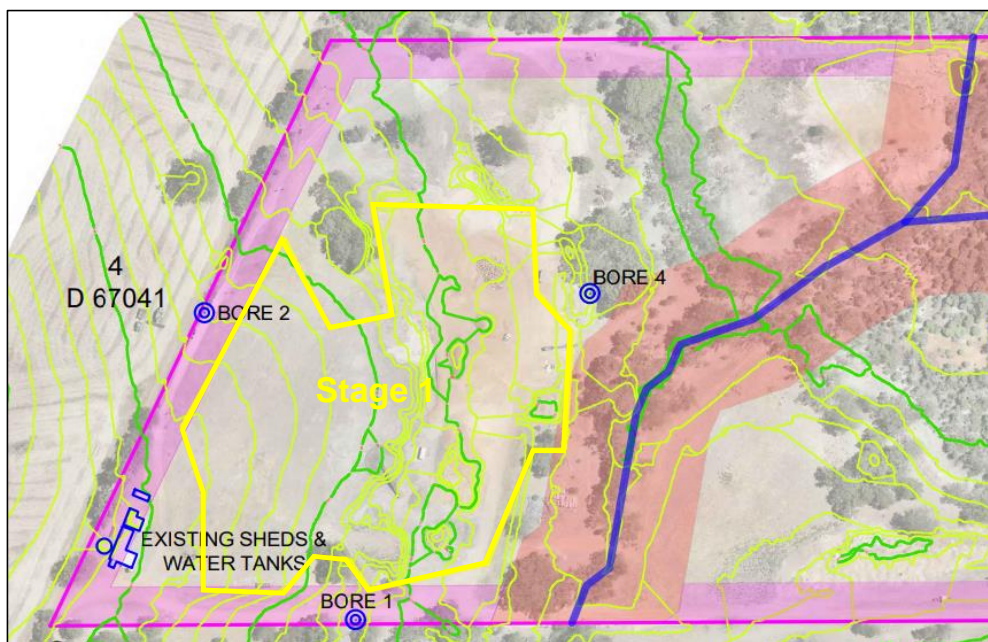 4
D 67041
BORE 2
BORE 4
Stage 1
EXISTING SHEDS &
WATER TANKS
BORE 1